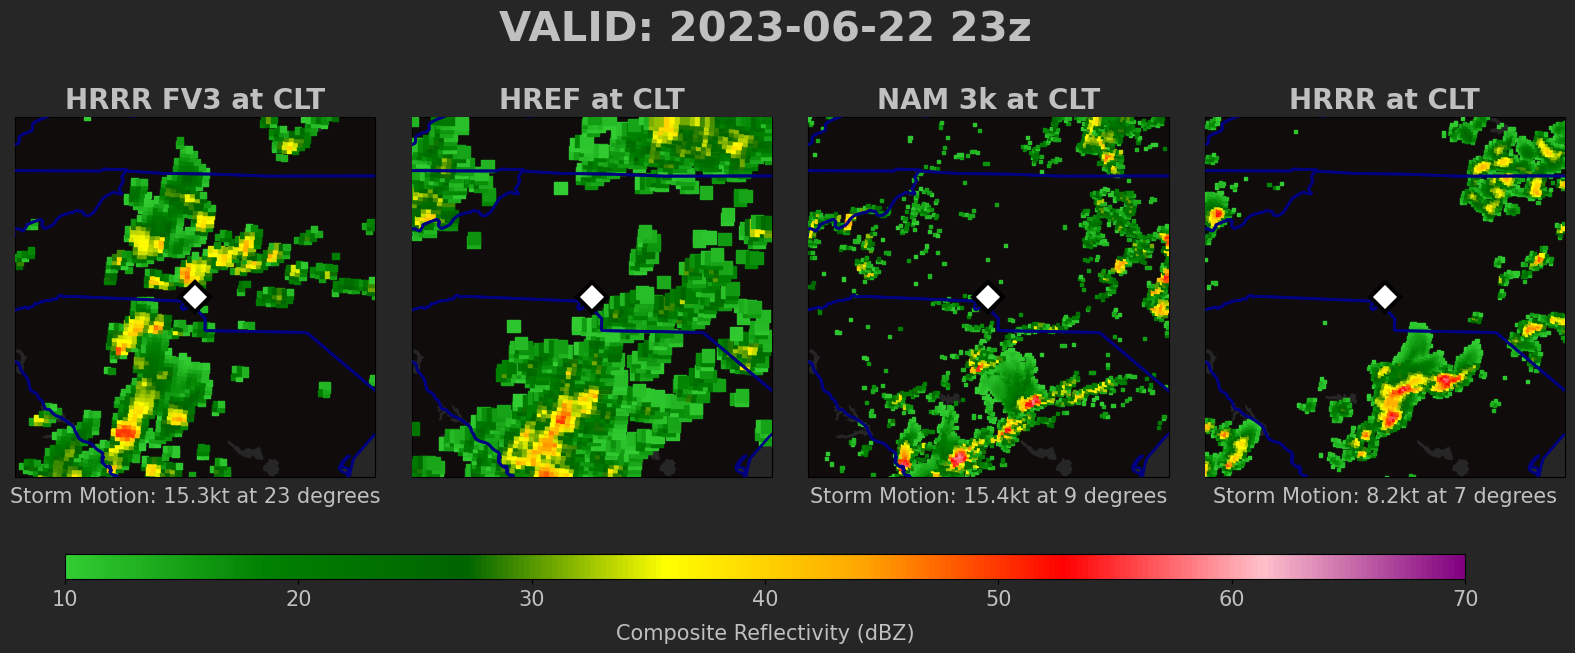 VALID: 2023-06-22 23z
HRRR FV3 at CLT
HREF at CLT
NAM 3k at CLT
HRRR at CLT
Storm Motion: 15.3kt at 23 degrees
Storm Motion: 15.4kt at 9 degrees
Storm Motion: 8.2kt at 7 degrees
10 20 30 40 50 60 70
Composite Reflectivity (dBZ)